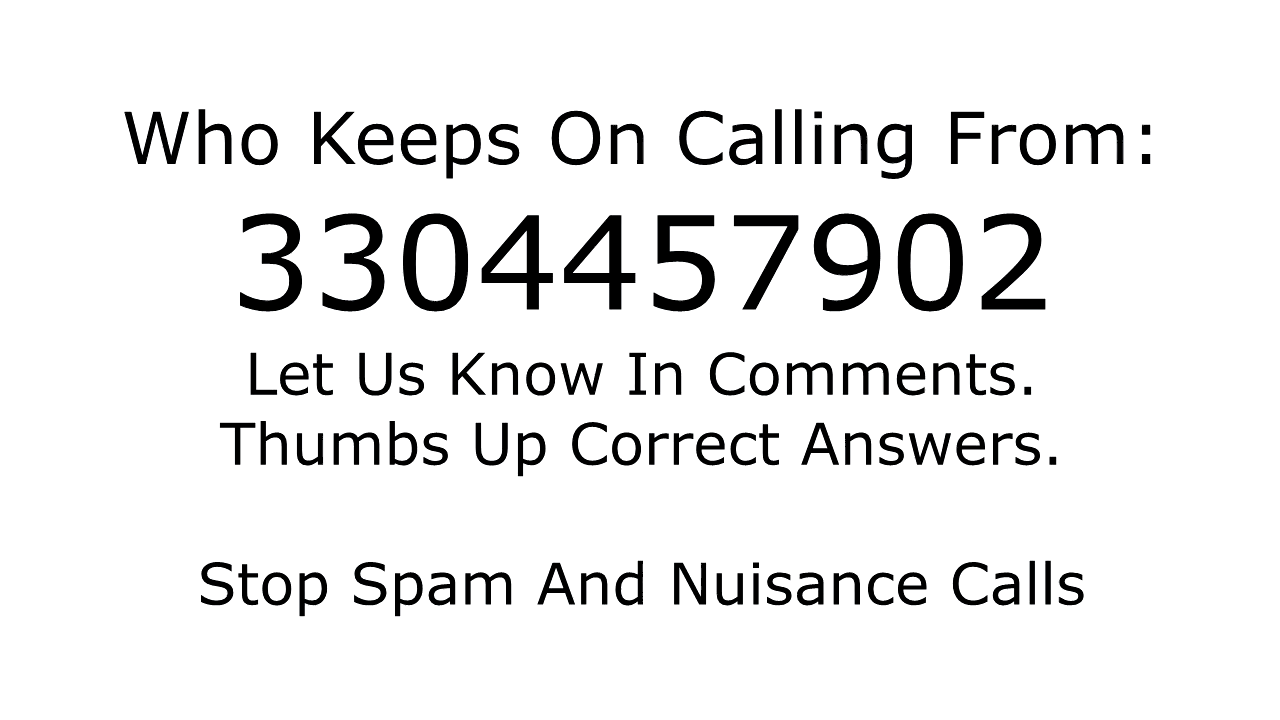 Who Keeps On Calling From:
3304457902
Let Us Know In Comments.
Thumbs Up Correct Answers.
Stop Spam And Nuisance Calls